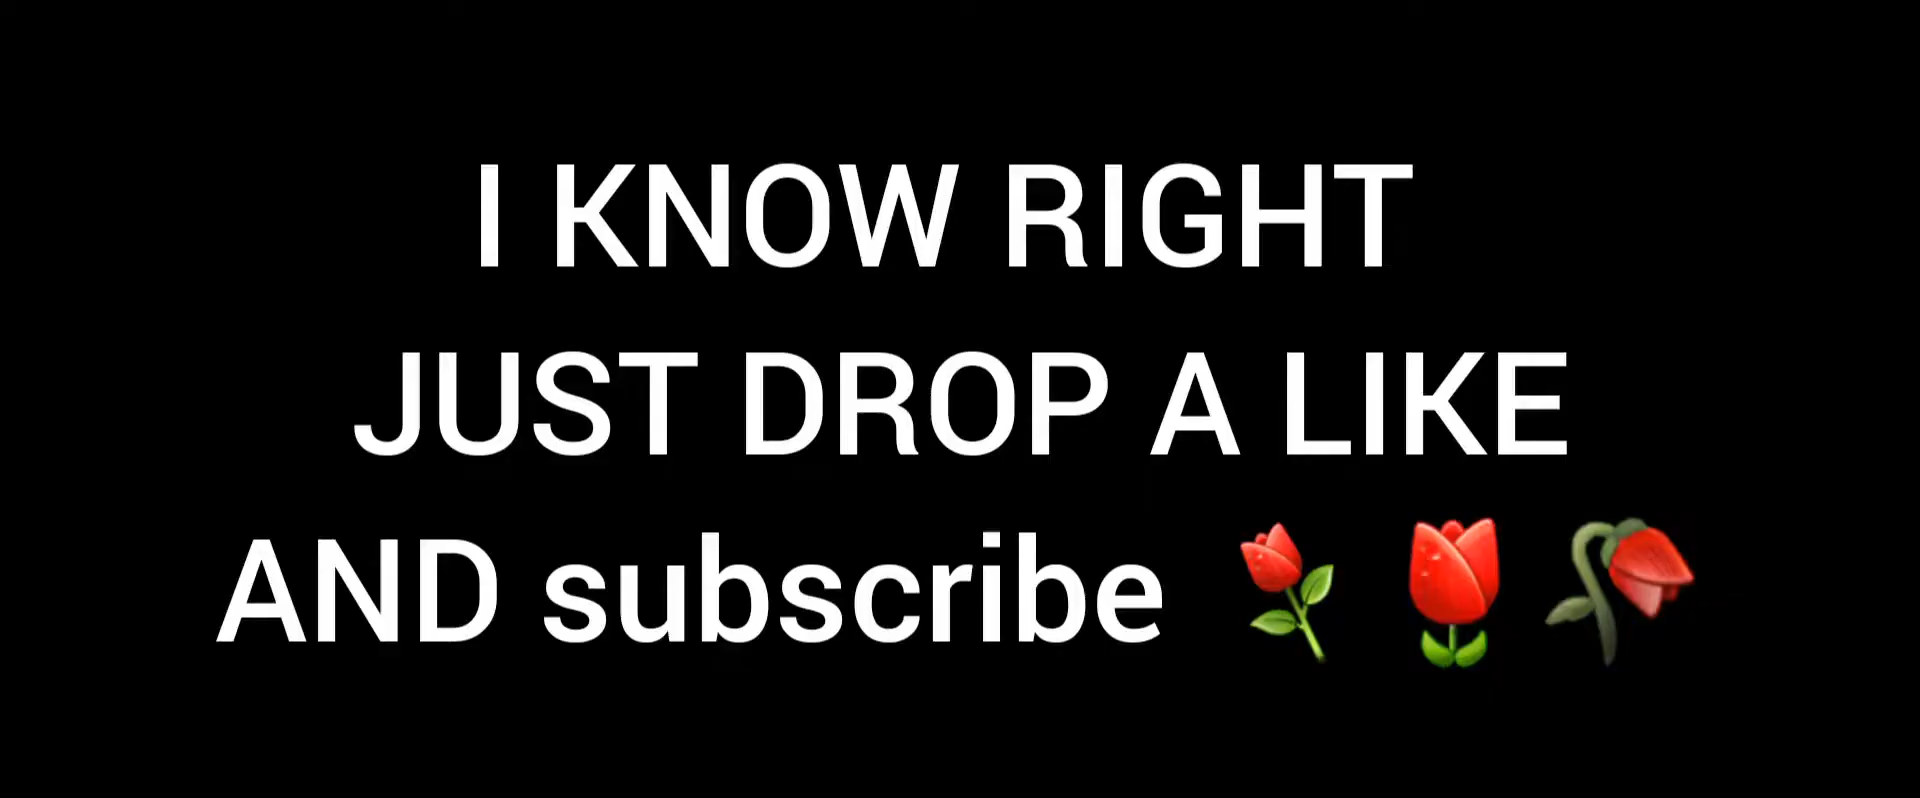 I KNOW RIGHT
JUST DROP A LIKE
AND subscribe 🌹 🌷 🥀